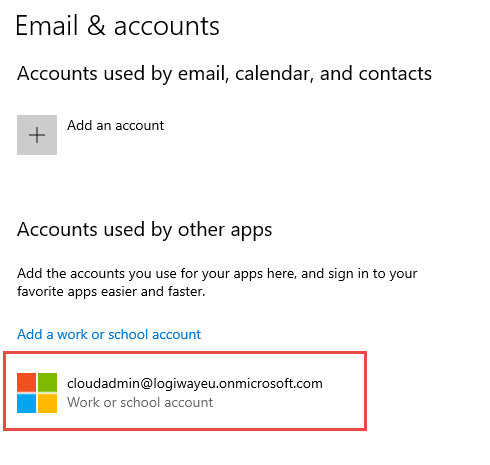 Email & accounts
Accounts used by email, calendar, and contacts
Add an account
Accounts used by other apps
Add the accounts you use for your apps here, and sign in to your
favorite apps easier and faster.
Add a work or school account
cloudadmin@logiwayeu.onmicrosoft.com
Work or school account